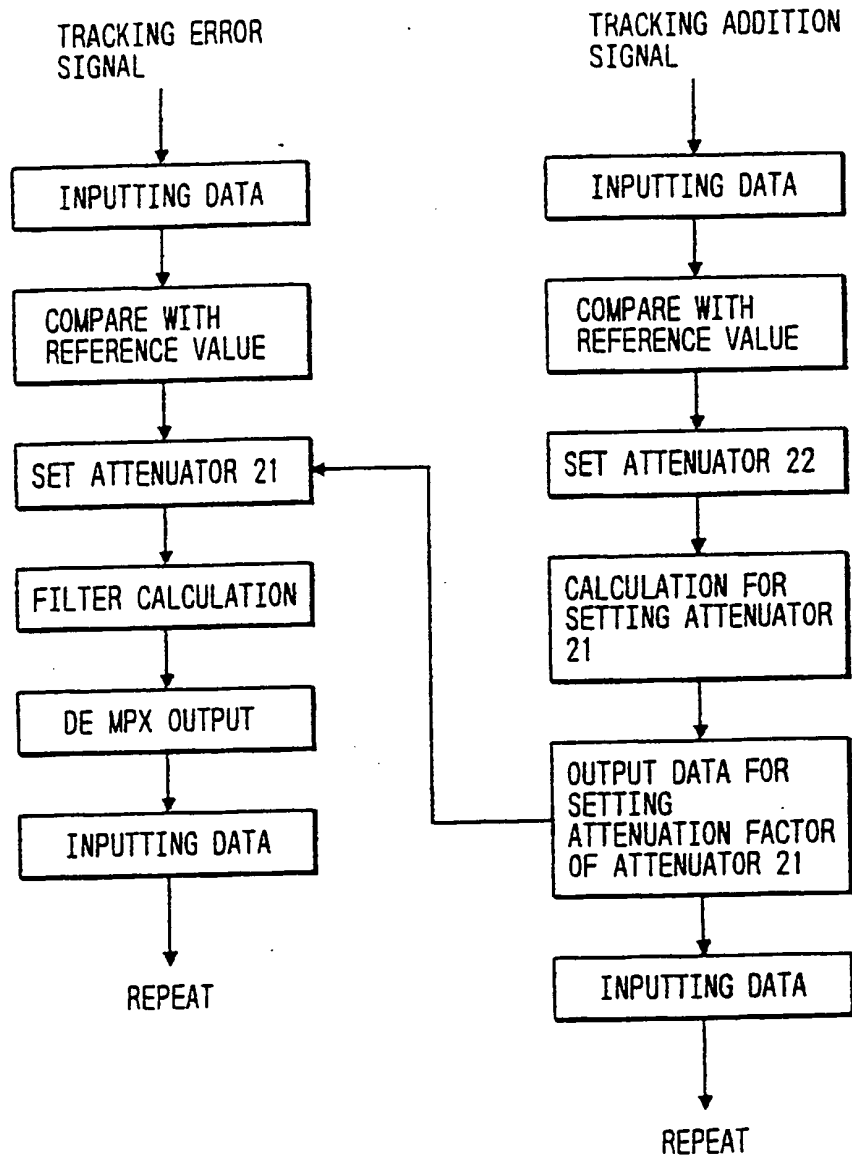 TRACKING ERROR
SIGNAL
INPUTTING DATA
COMPARE WITH
REFERENCE VALUE
SET ATTENUATOR 21
FILTER CALCULATION
DE MPX OUTPUT
INPUTTING DATA
REPEAT
TRACKING ADDITION
SIGNAL
INPUTTING DATA
COMPARE WITH
REFERENCE VALUE
SET ATTENUATOR 22
CALCULATION FOR
SETTING ATTENUATOR
21
OUTPUT DATA FOR
SETTING
ATTENUATION FACTOR
OF ATTENUATOR 21
INPUTTING DATA
REPEAT